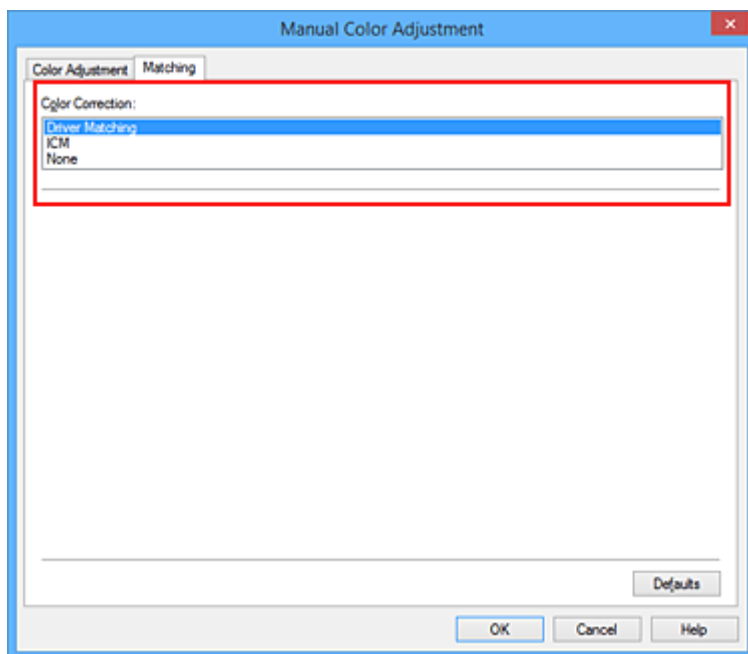 Manual Color Adjustment
Color Adjustment Matching
Color Correction:
Driver Matching
ICM
None
Defaults
OK Cancel Help